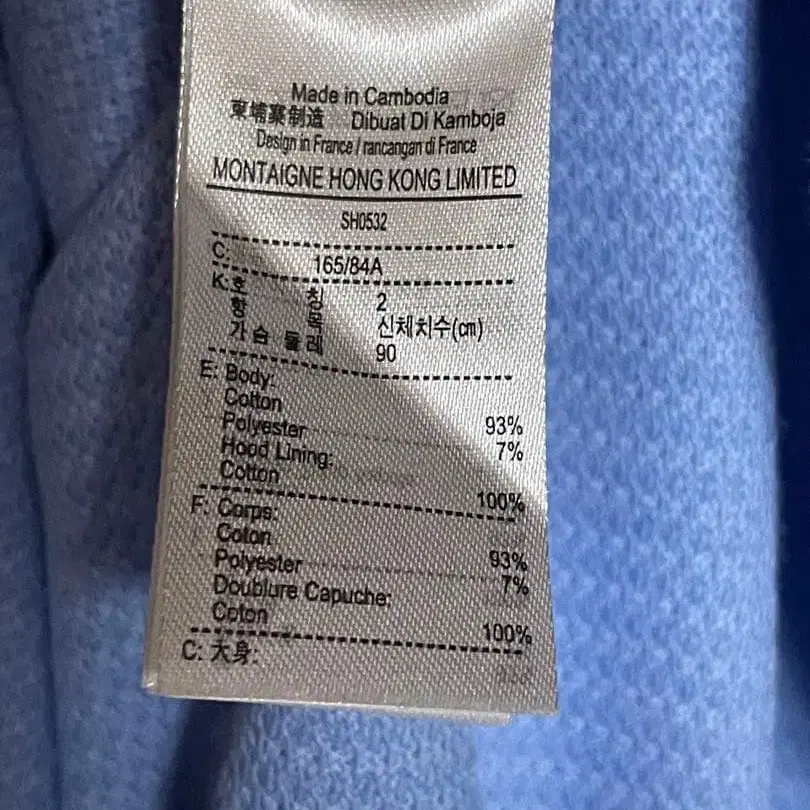 Made in Cambodia
柬埔寨制造 Dibuat Di Kamboja
Design in France / rancangan di France
MONTAIGNE HONG KONG LIMITED
SH0532
C: 165/84A
K:호 칭 2
항 목 신체치수(cm)
가슴 둘레 90
E: Body:
Cotton 93%
Polyester 7%
Hood Lining:
Cotton 100%
F: Corps:
Coton 93%
Polyester 7%
Doublure Capuche:
Coton 100%
C: 大身: